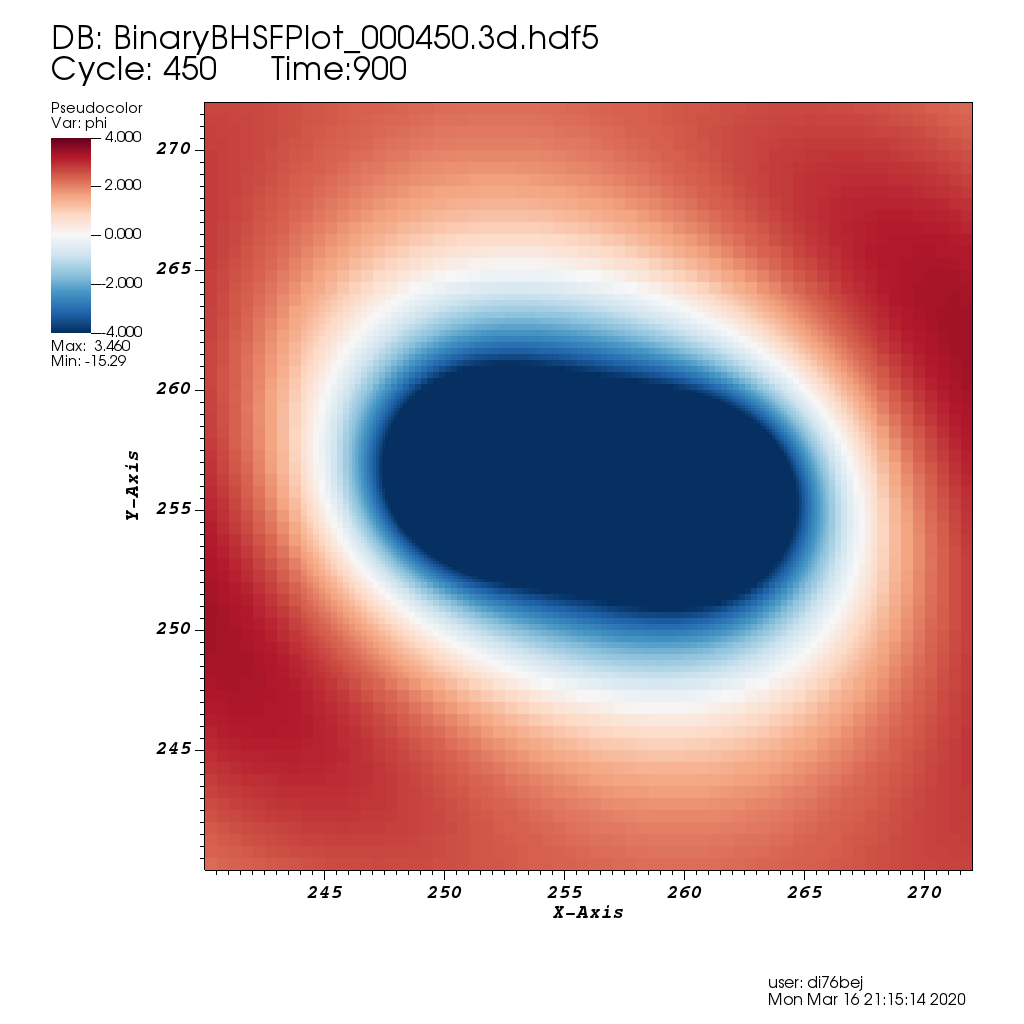 DB: BinaryBHSFPlot_000450.3d.hdf5
Cycle: 450 Time:900
Pseudocolor
Var: phi
4.000
2.000
0.000
-2.000
-4.000
Max: 3.460
Min: -15.29
270
265
260
255
250
245
Y-Axis
245 250 255 260 265 270
X-Axis
user: di76bej
Mon Mar 16 21:15:14 2020